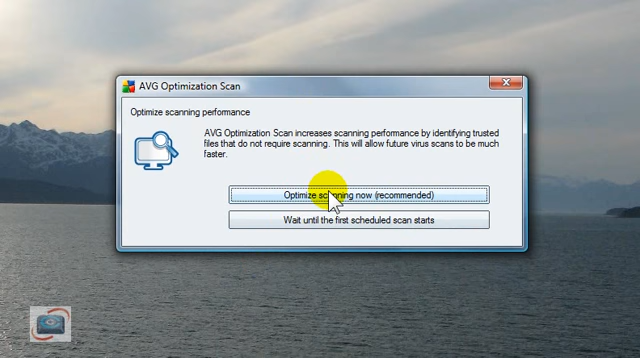 AVG Optimization Scan
Optimize scanning performance
AVG Optimization Scan increases scanning performance by identifying trusted
files that do not require scanning. This will allow future virus scans to be much
faster.
Optimize scanning now (recommended)
Wait until the first scheduled scan starts